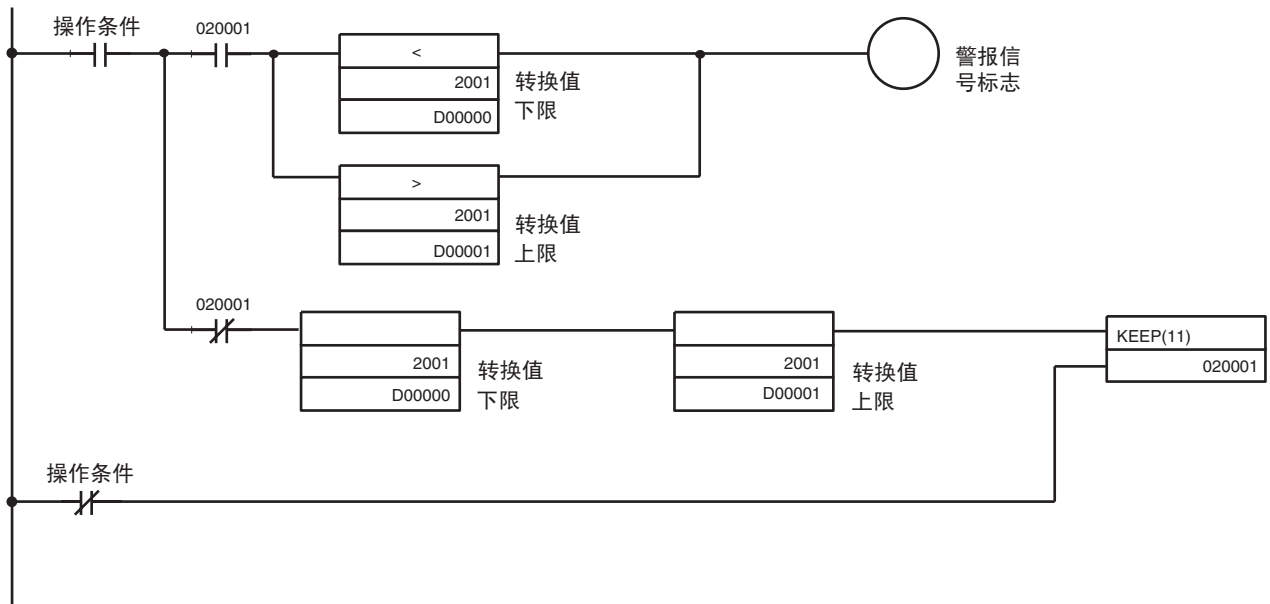 操作条件
020001
<
2001
D00000
转换值
下限
警报信
号标志
>
2001
D00001
转换值
上限
020001
2001
D00000
转换值
下限
2001
D00001
转换值
上限
KEEP(11)
020001
操作条件